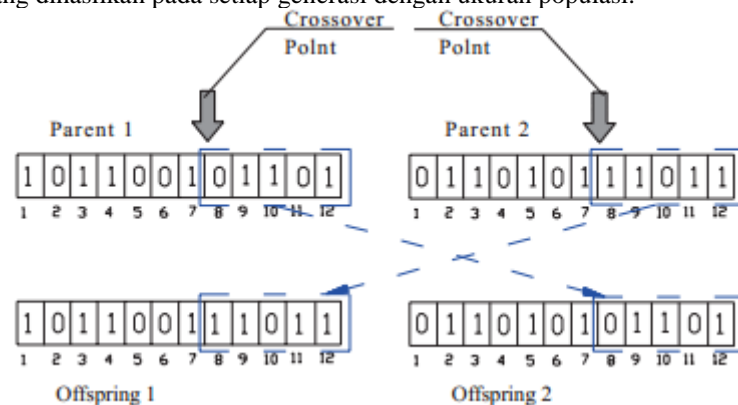 dihasilkan pada setiap generasi dengan ukuran populasi.
Crossover Crossover
Polnt Polnt
Parent 1 Parent 2
1 0 1 1 0 0 1 0 1 1 0 1 0 1 1 0 1 0 1 1 1 0 1 1
1 2 3 4 5 6 7 8 9 10 11 12 1 2 3 4 5 6 7 8 9 10 11 12
1 0 1 1 0 0 1 1 1 0 1 1 0 1 1 0 1 0 1 0 1 1 0 1
1 2 3 4 5 6 7 8 9 10 11 12 1 2 3 4 5 6 7 8 9 10 11 12
Offspring 1 Offspring 2